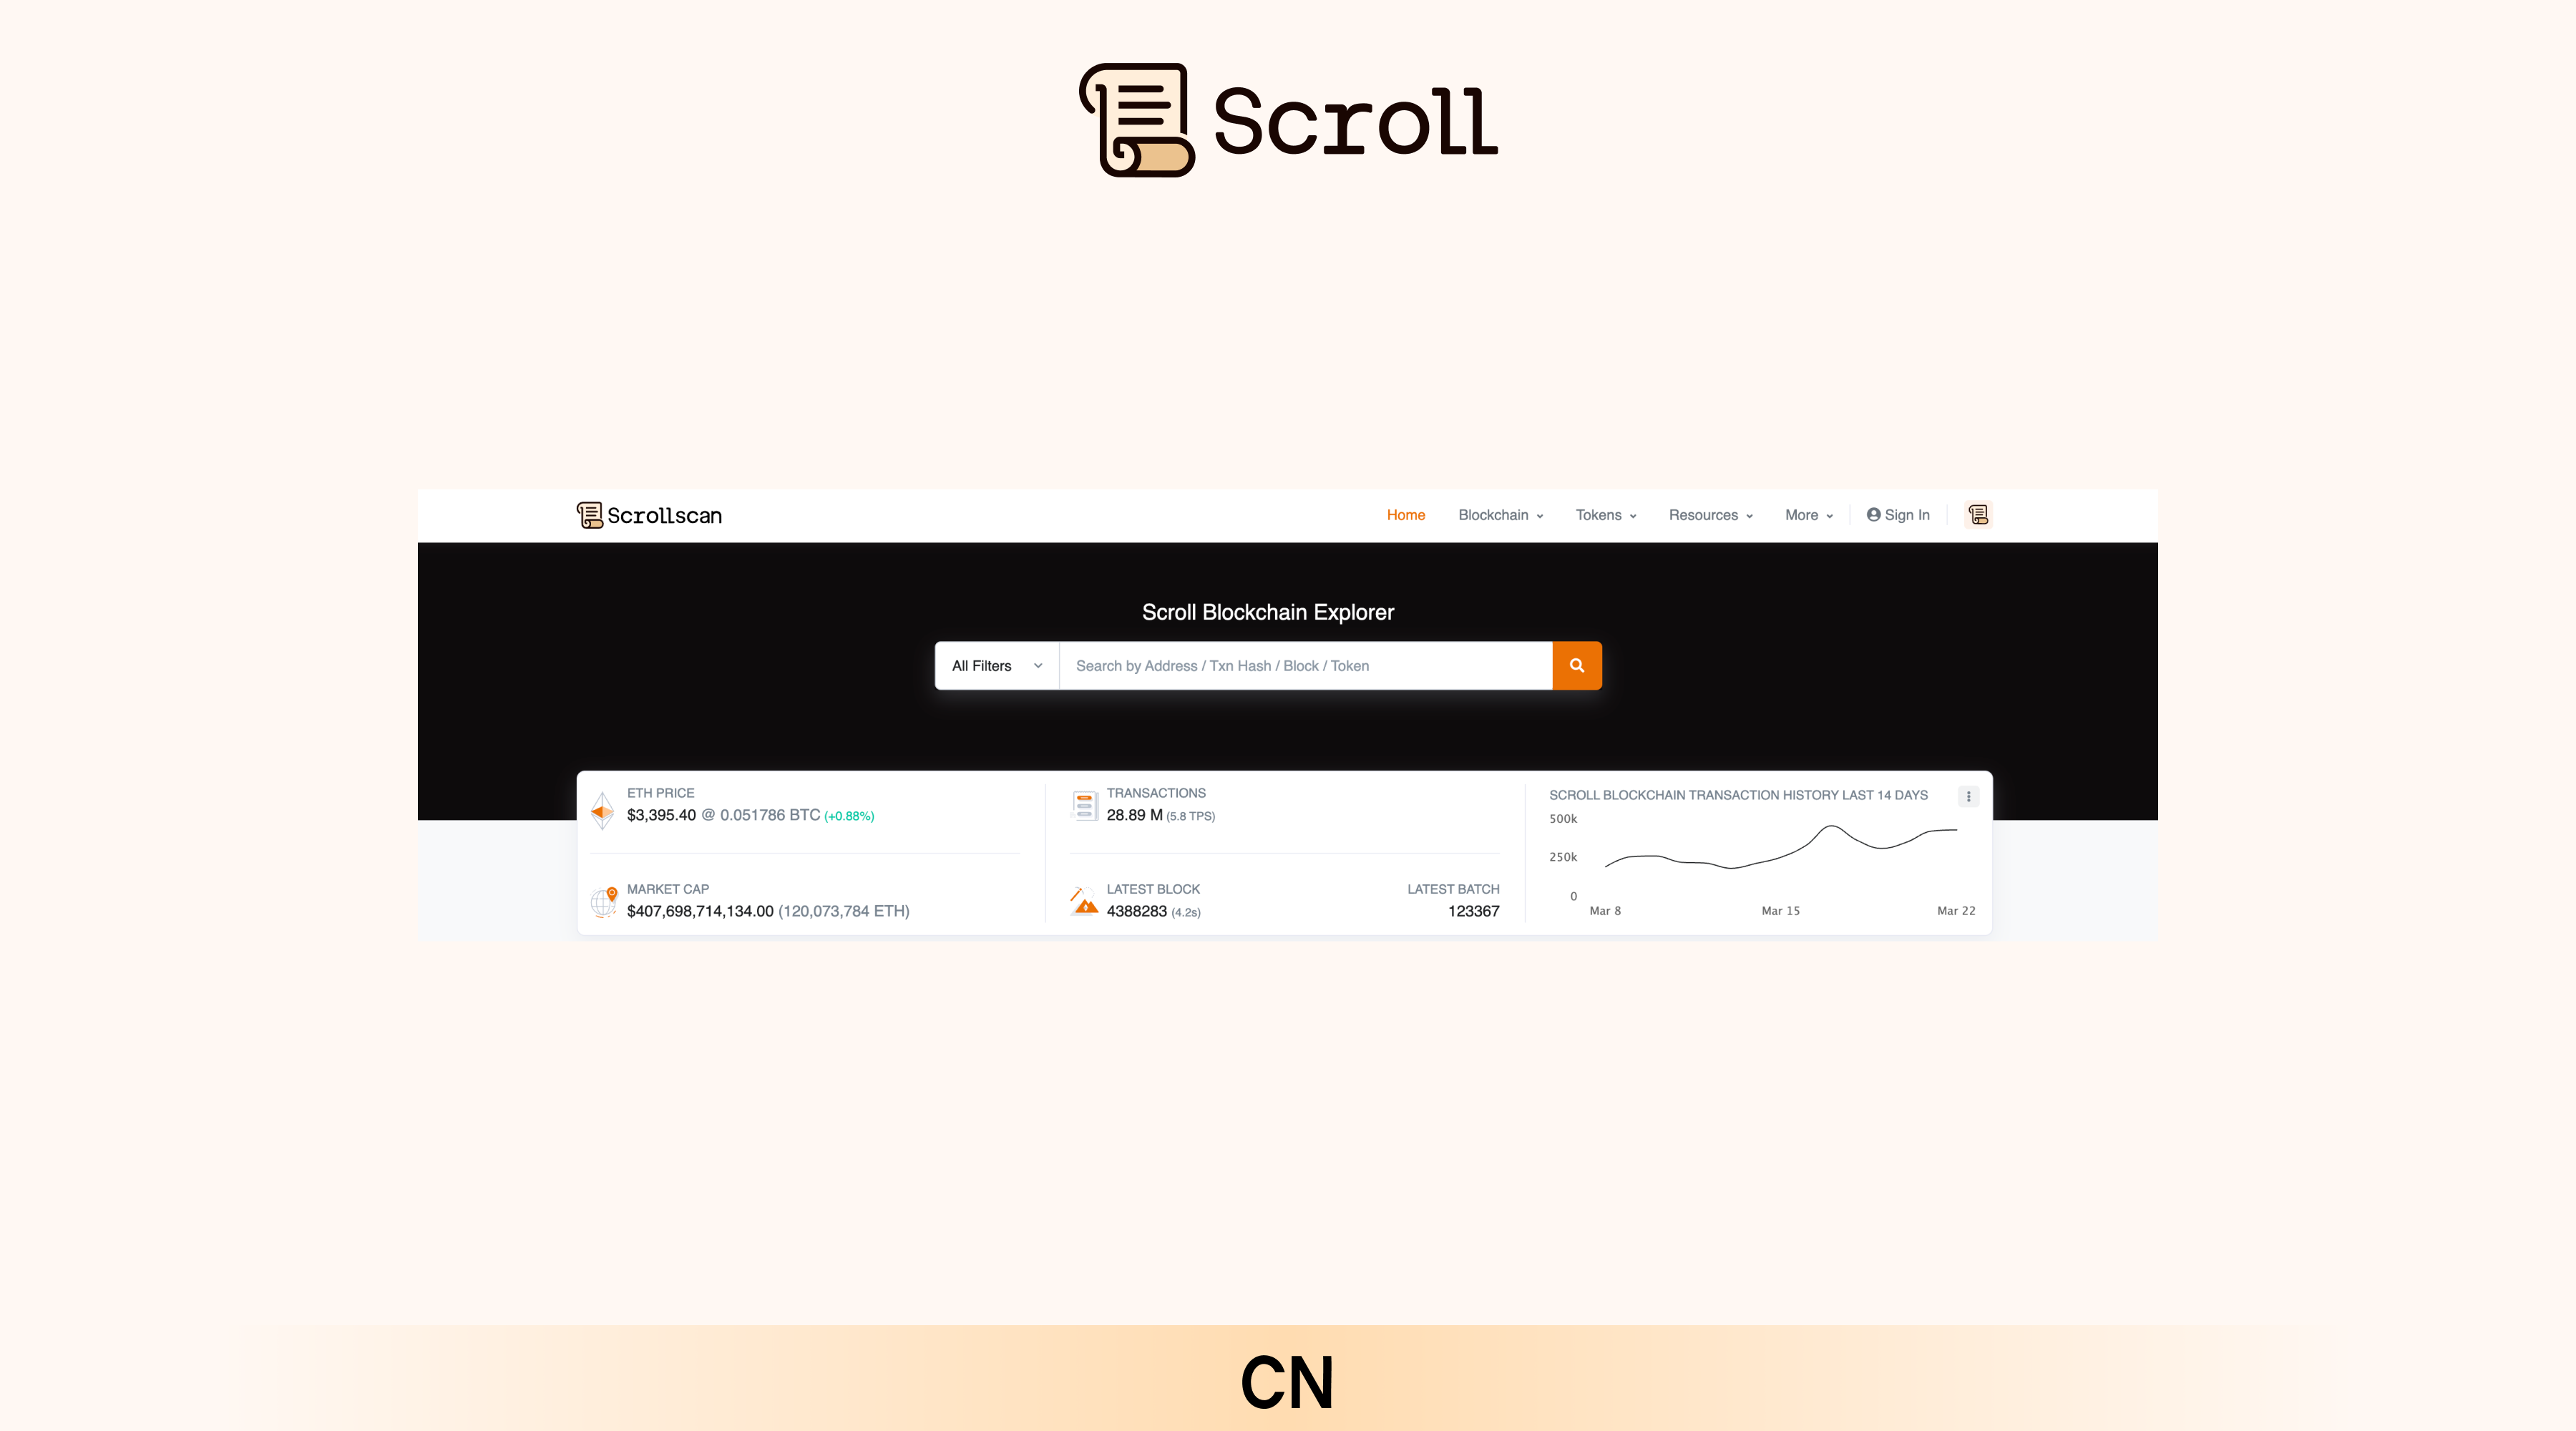 Scroll
Scrollscan
Home Blockchain Tokens Resources More Sign In
Scroll Blockchain Explorer
All Filters Search by Address / Txn Hash / Block / Token
ETH PRICE
$3,395.40 @ 0.051786 BTC (+0.88%)
MARKET CAP
$407,698,714,134.00 (120,073,784 ETH)
TRANSACTIONS
28.89 M (5.8 TPS)
LATEST BLOCK
4388283 (4.2s)
LATEST BATCH
123367
SCROLL BLOCKCHAIN TRANSACTION HISTORY LAST 14 DAYS
500k
250k
0
Mar 8 Mar 15 Mar 22
CN